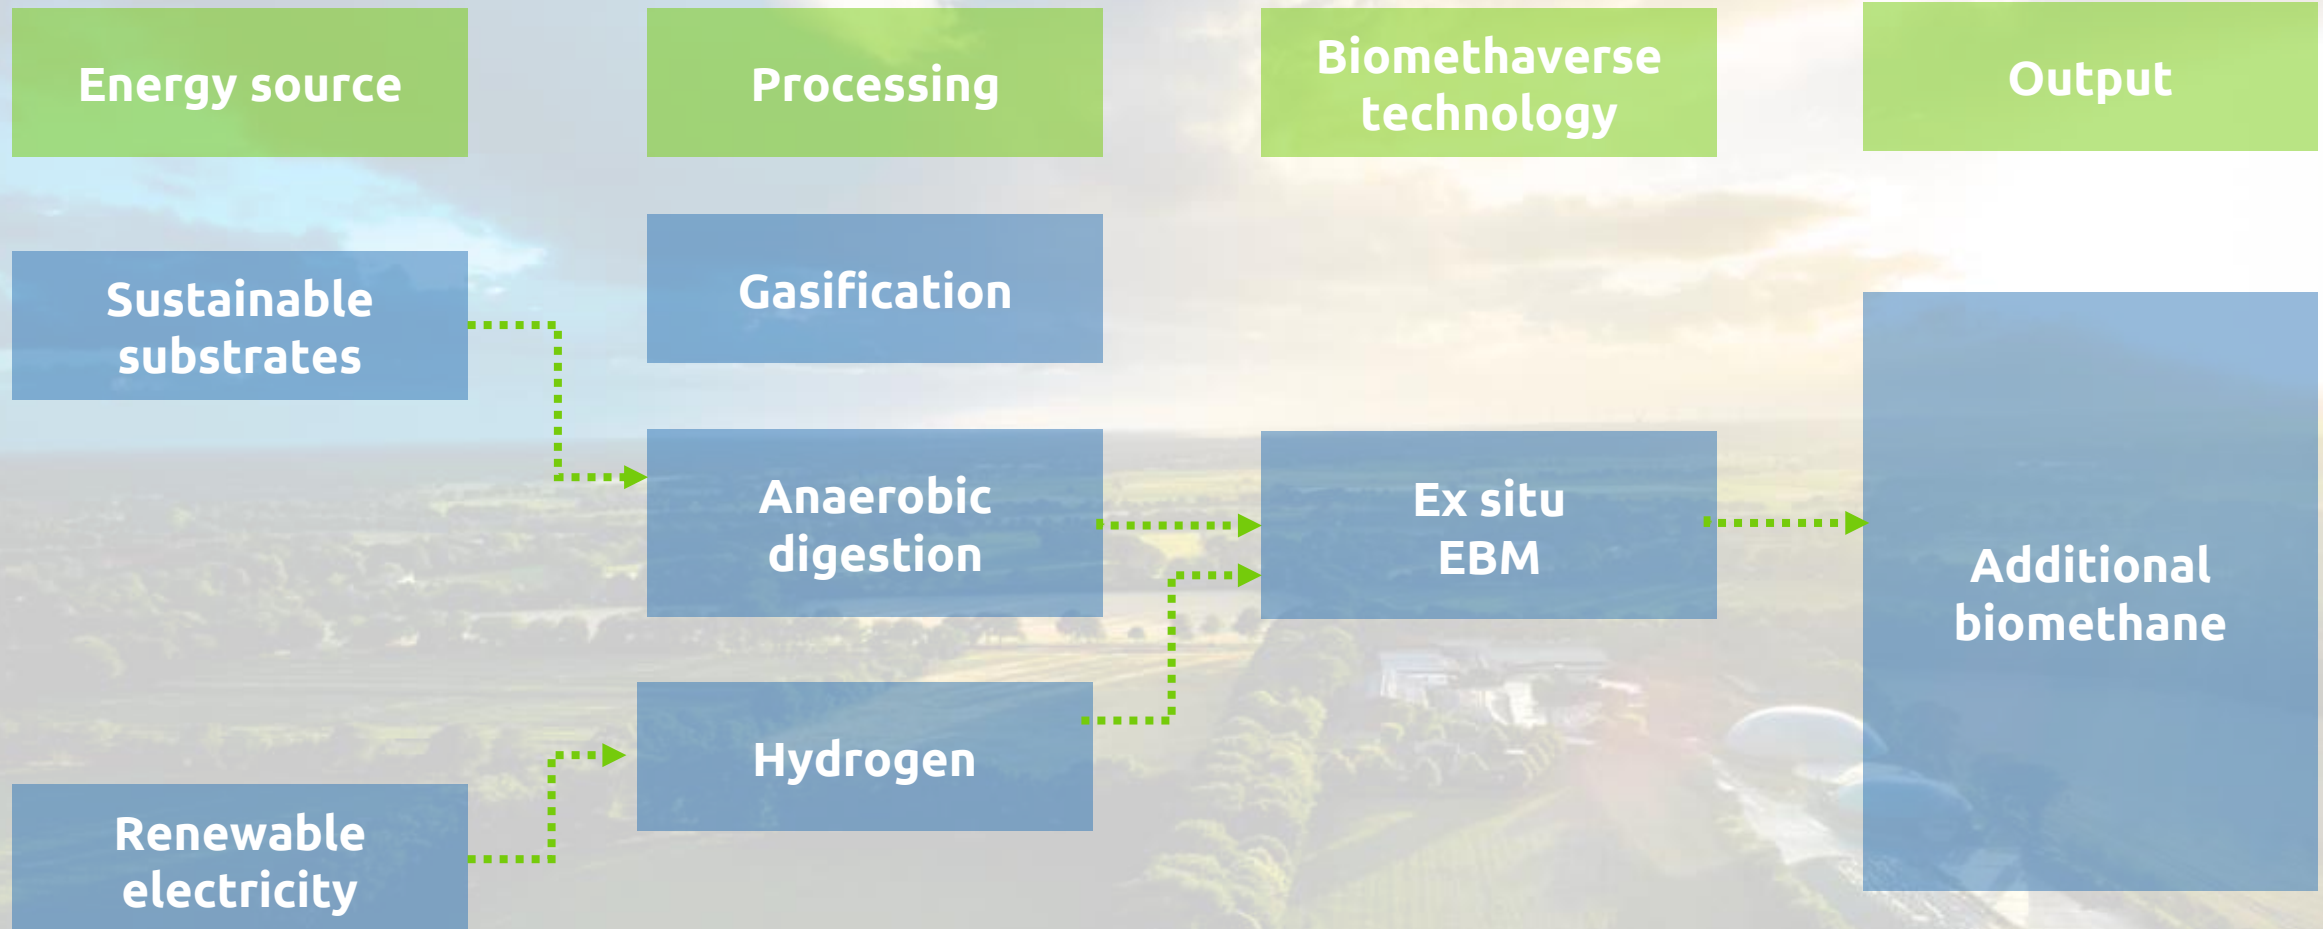 Energy source
Processing
Biomethaverse
technology
Output
Sustainable
substrates
Gasification
Anaerobic
digestion
Ex situ
EBM
Additional
biomethane
Hydrogen
Renewable
electricity